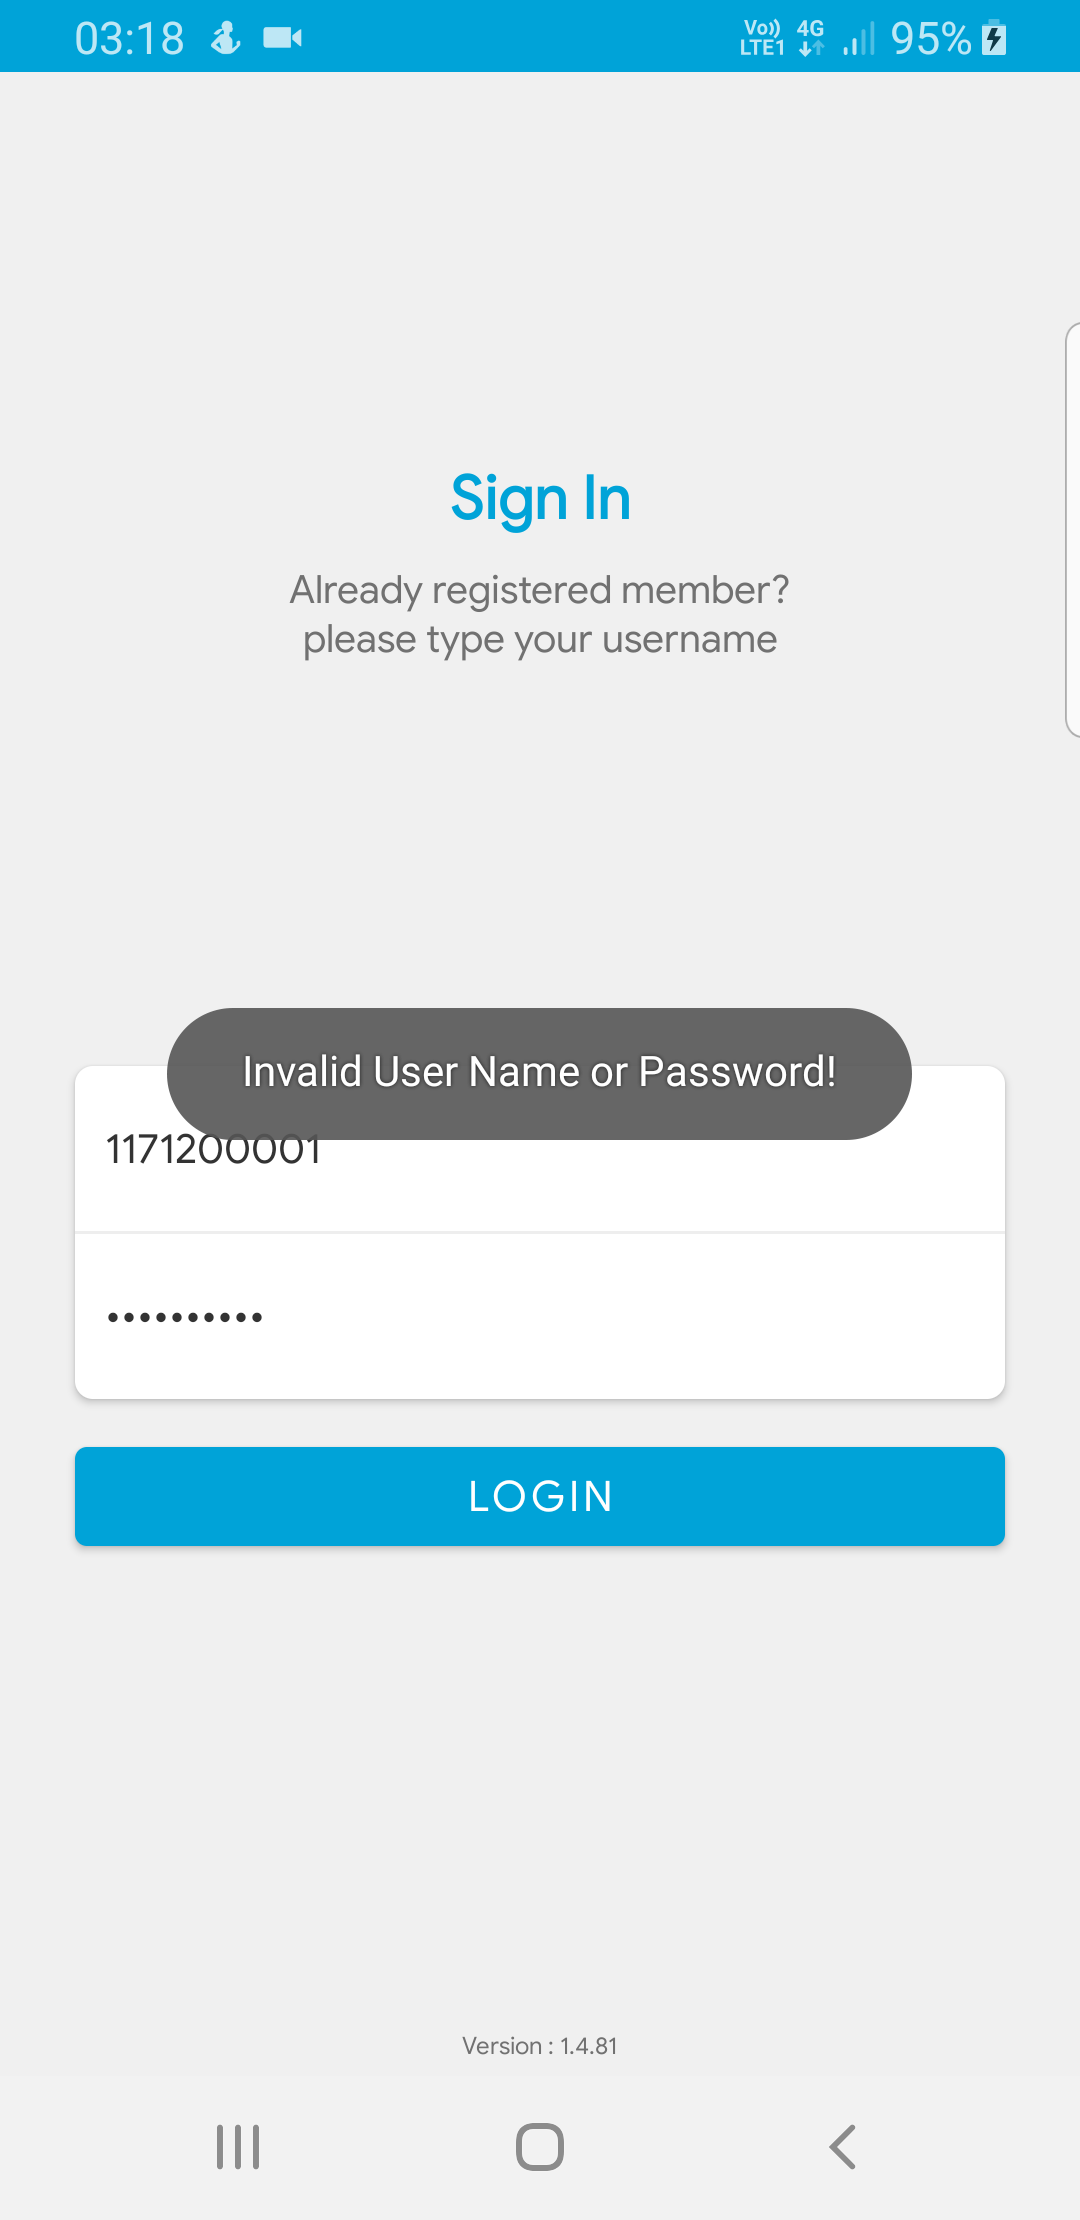 03:18
Vo)) 4G 95%
LTE1
Sign In
Already registered member?
please type your username
Invalid User Name or Password!
1171200001
••••••••••
LOGIN
Version : 1.4.81